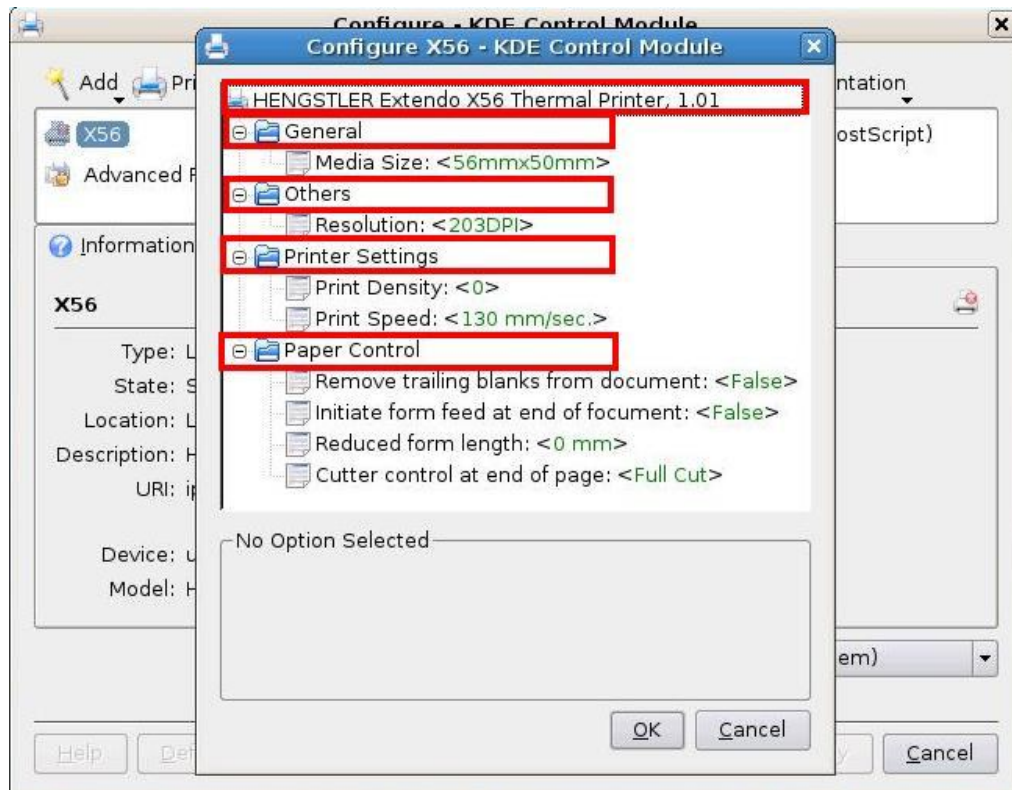 Configure - KDE Control Module
Configure X56 - KDE Control Module
Add
ntation
HENGSTLER Extendo X56 Thermal Printer, 1.01
X56
General
ostScript)
Media Size: <56mmx50mm>
Advanced
Others
Resolution: <203DPI>
Information
Printer Settings
Print Density: <0>
X56
Print Speed: <130 mm/sec.>
Type:
Paper Control
State:
Remove trailing blanks from document: <False>
Location:
Initiate form feed at end of focument: <False>
Description:
Reduced form length: <0 mm>
URI:
Cutter control at end of page: <Full Cut>
No Option Selected
Device:
Model:
em)
OK
Cancel
Help
Cancel